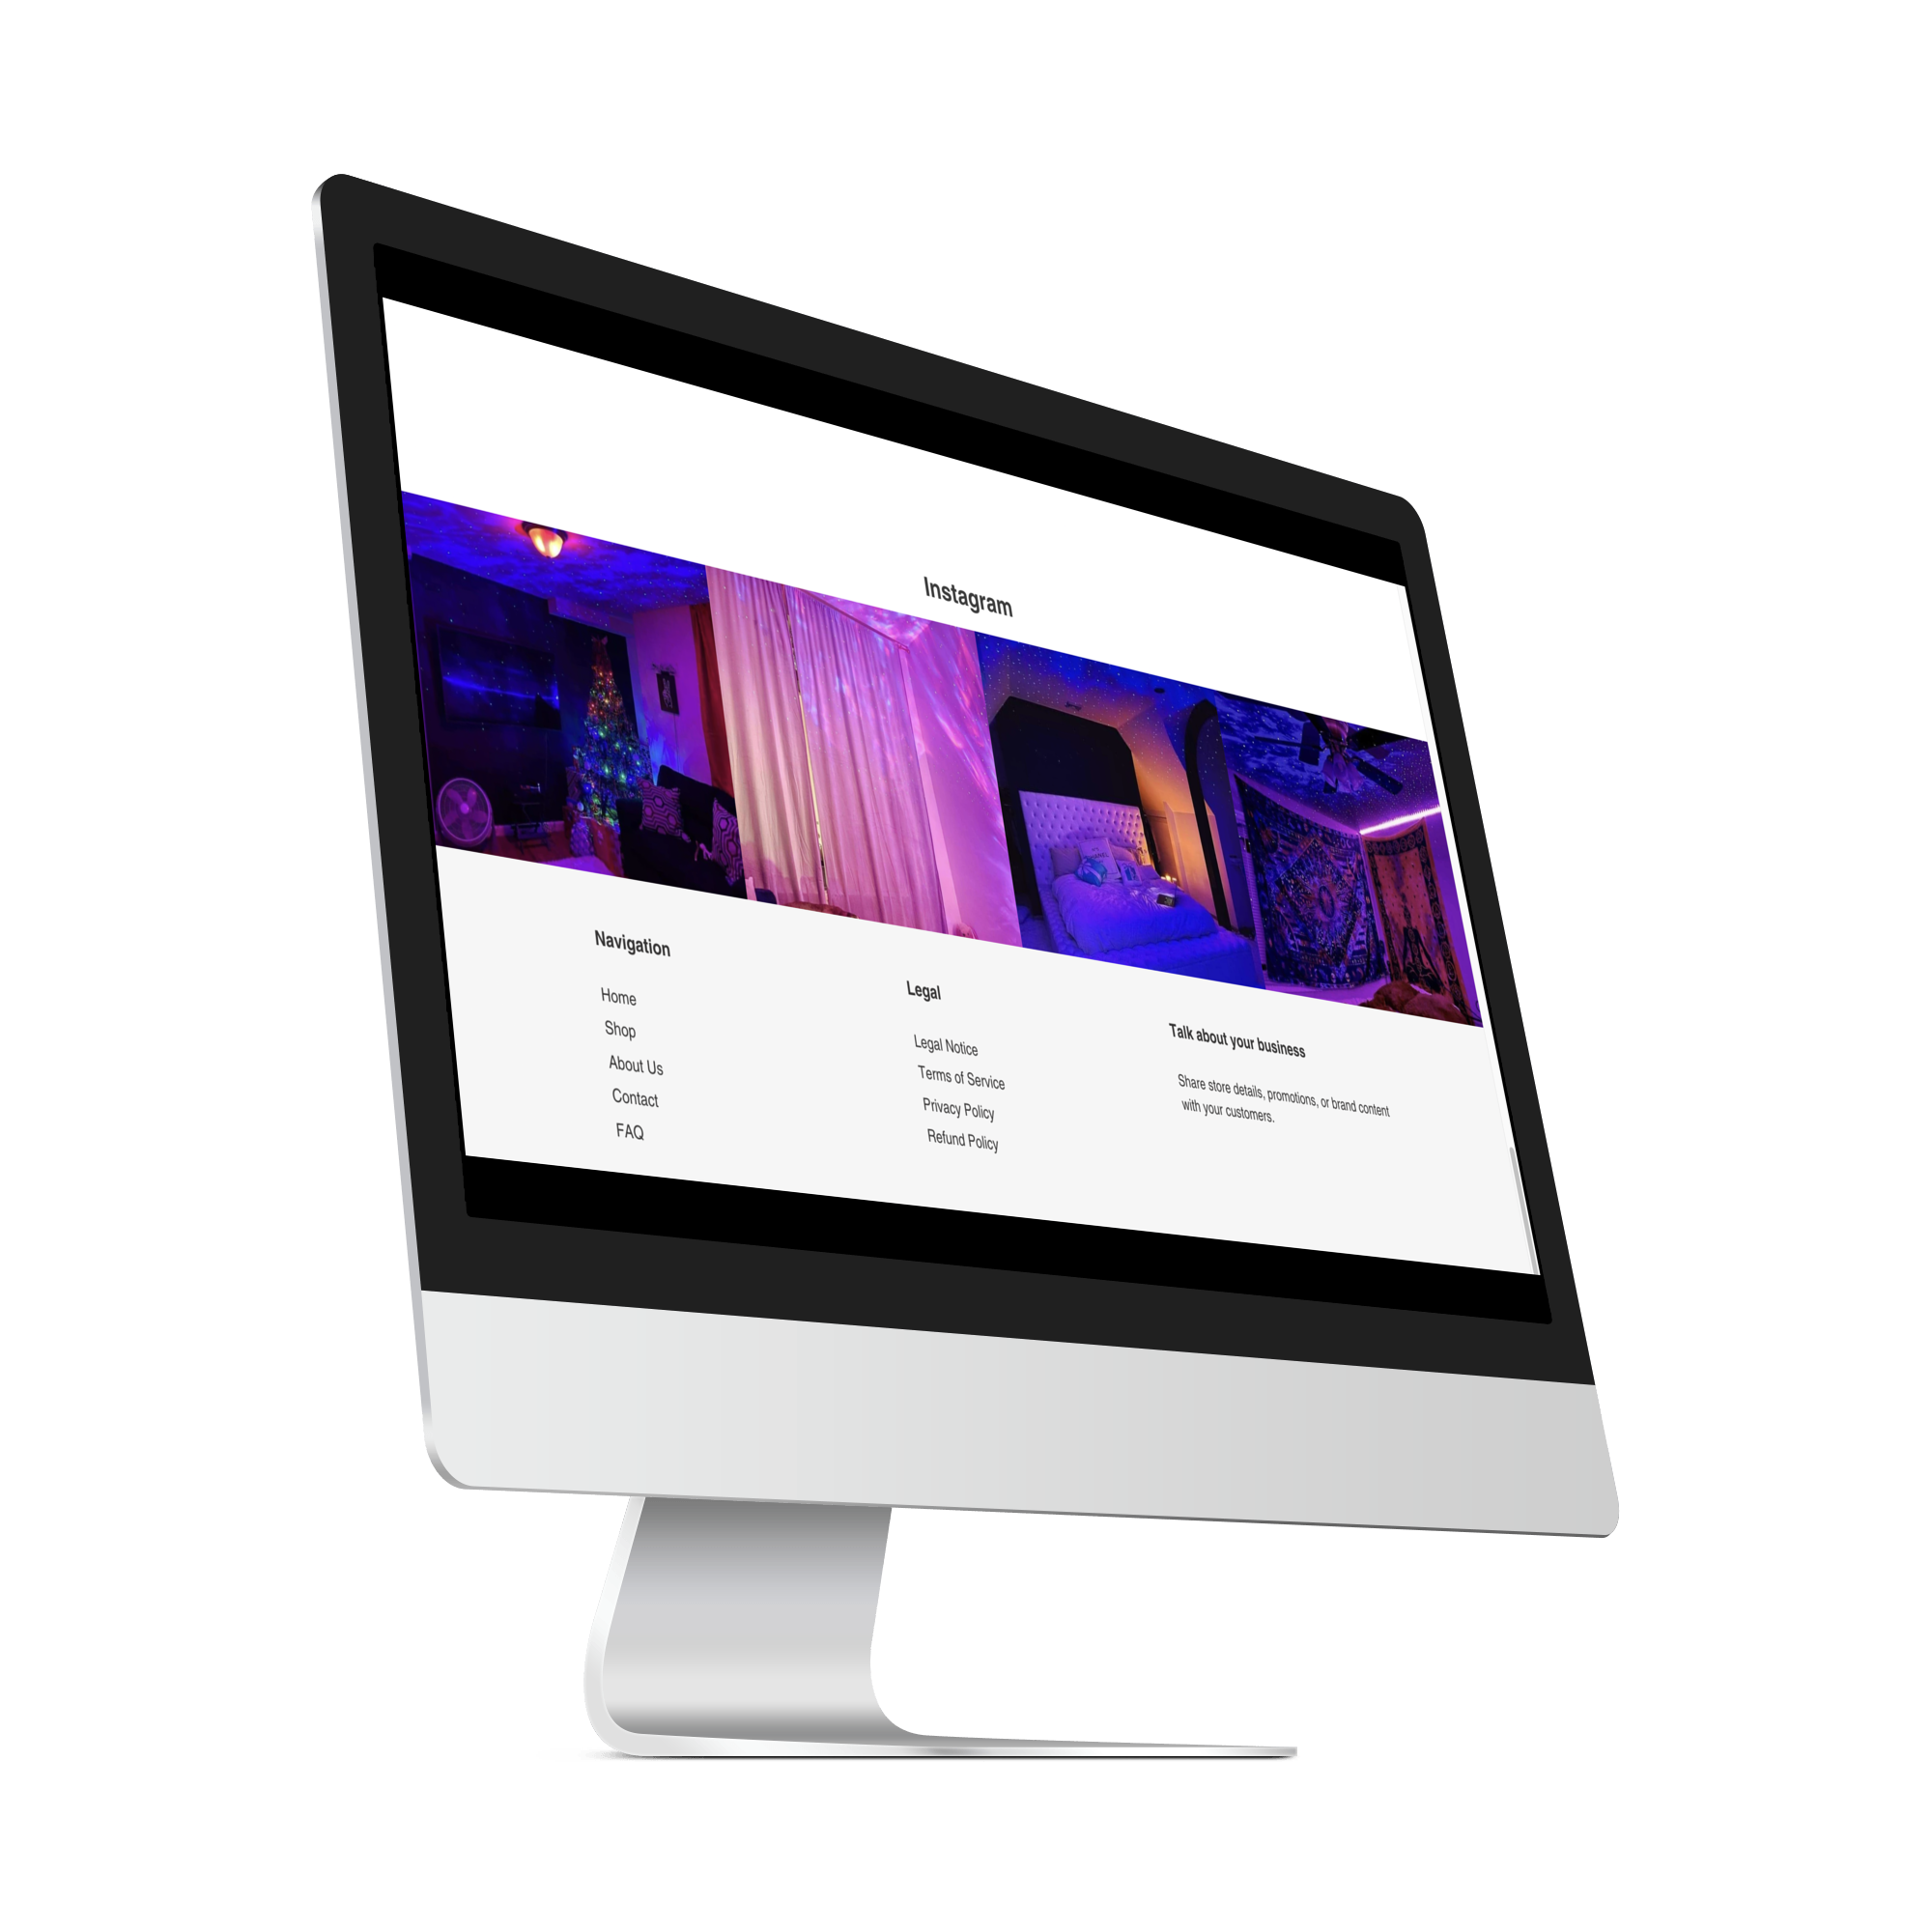 Instagram
Navigation
Home
Shop
About Us
Contact
FAQ
Legal
Legal Notice
Terms of Service
Privacy Policy
Refund Policy
Talk about your business
Share store details, promotions, or brand content
with your customers.